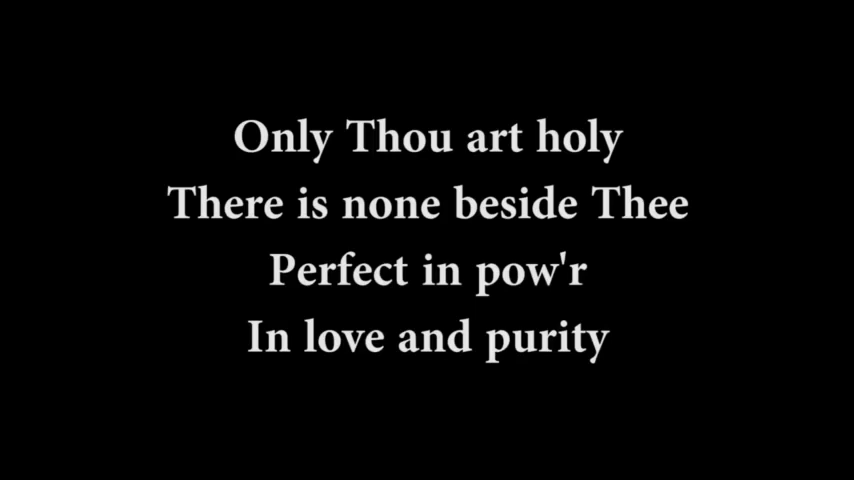 Only Thou art holy
There is none beside Thee
Perfect in pow'r
In love and purity